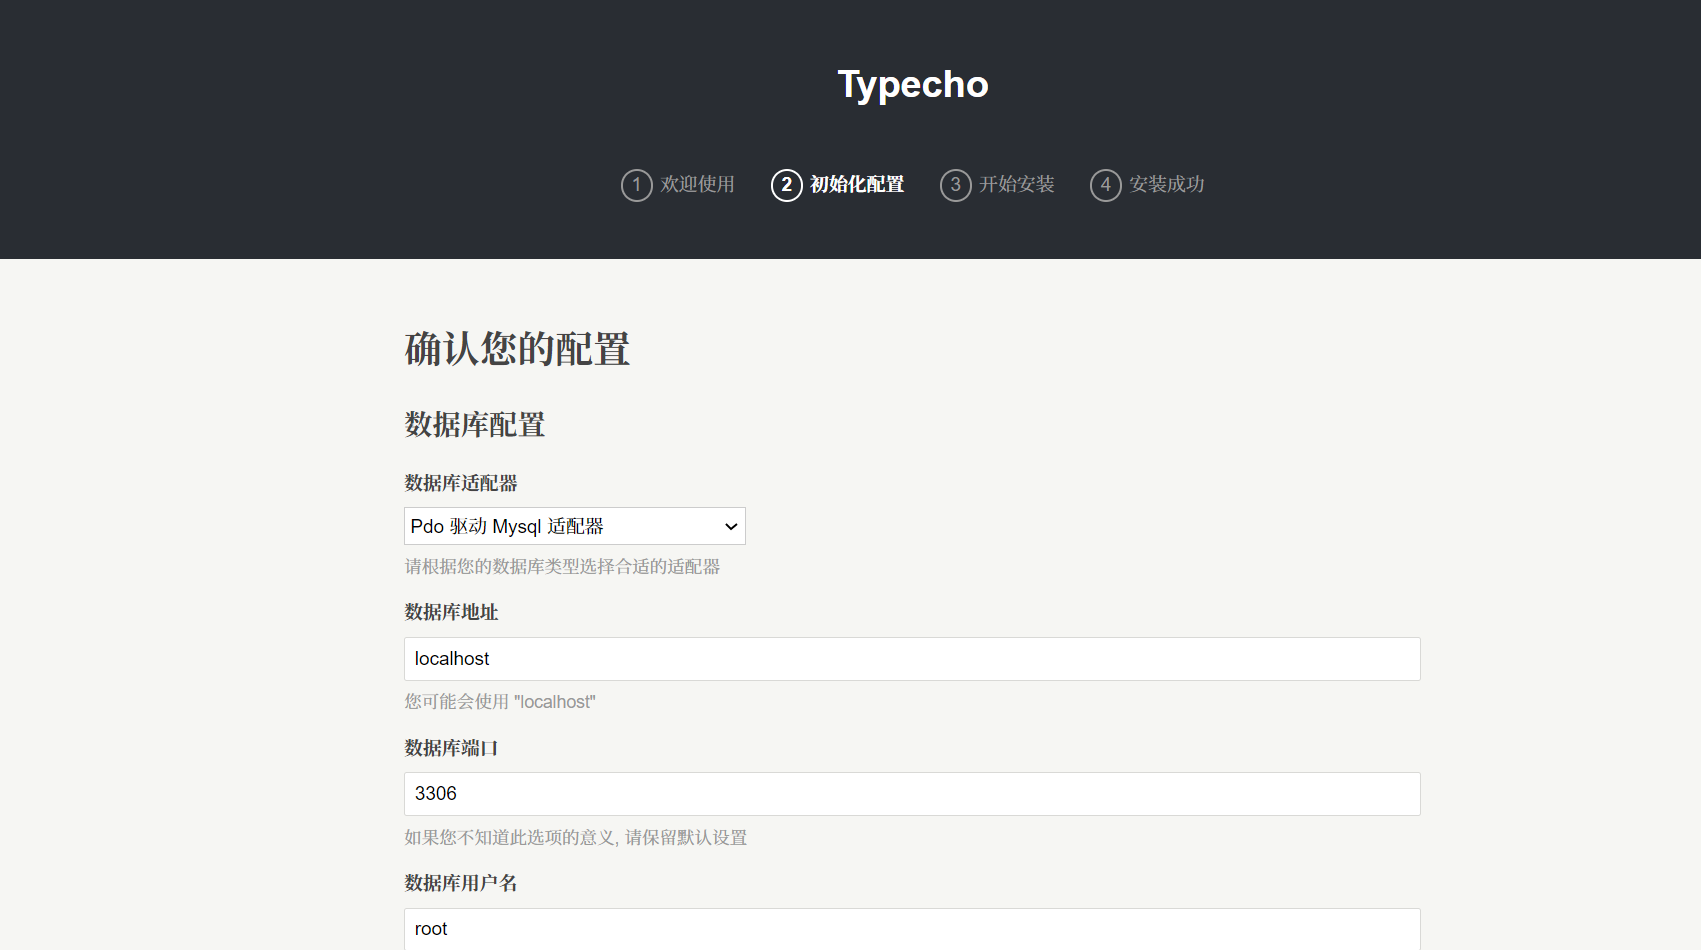 Typecho
1 欢迎使用 2 初始化配置 3 开始安装 4 安装成功
确认您的配置
数据库配置
数据库适配器
Pdo 驱动 Mysql 适配器
请根据您的数据库类型选择合适的适配器
数据库地址
localhost
您可能会使用 "localhost"
数据库端口
3306
如果您不知道此选项的意义, 请保留默认设置
数据库用户名
root